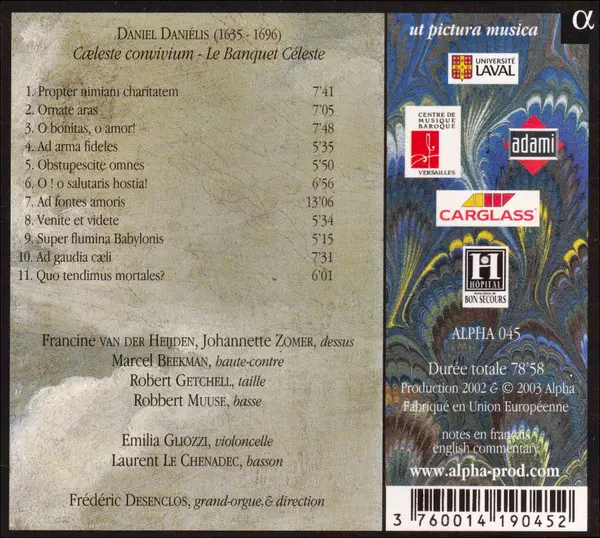 DANIEL DANIÉLIS (1635 - 1696)
Cæleste convivium - Le Banquet Céleste
1. Propter nimiam charitatem 7'41
2. Ornate aras 7'05
3. O bonitas, o amor! 7'48
4. Ad arma fideles 5'35
5. Obstupescite omnes 5'50
6. O ! o salutaris hostia! 6'56
7. Ad fontes amoris 13'06
8. Venite et videte 5'34
9. Super flumina Babylonis 5'15
10. Ad gaudia cæli 7'31
11. Quo tendimus mortales? 6'01
Francine VAN DER HEIJDEN, Johannette ZOMER, dessus
Marcel BEEKMAN, haute-contre
Robert GETCHELL, taille
Robbert MUUSE, basse
Emilia GLIOZZI, violoncelle
Laurent LE CHENADEC, basson
Frédéric DESENCLOS, grand-orgue & direction
ut pictura musica
α
UNIVERSITÉ
LAVAL
CENTRE DE
MUSIQUE
BAROQUE
VERSAILLES
adami
CARGLASS®
H
HÔPITAL
BON SECOURS
ALPHA 045
Durée totale 78'58
Production 2002 & © 2003 Alpha
Fabriqué en Union Européenne
notes en français
english commentary
www.alpha-prod.com
3 760014 190452